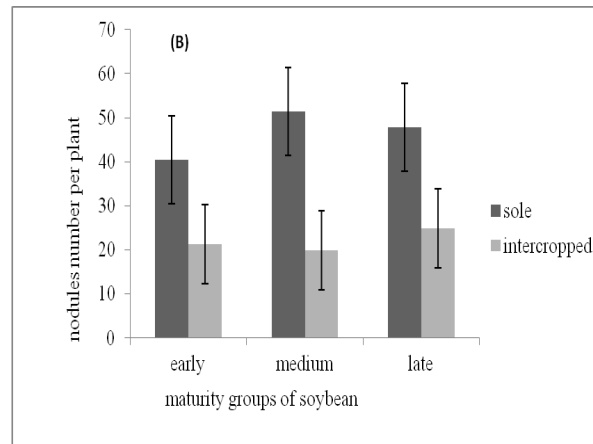 (B)
nodules number per plant
70
60
50
40
30
20
10
0
early medium late
maturity groups of soybean
sole
intercropped